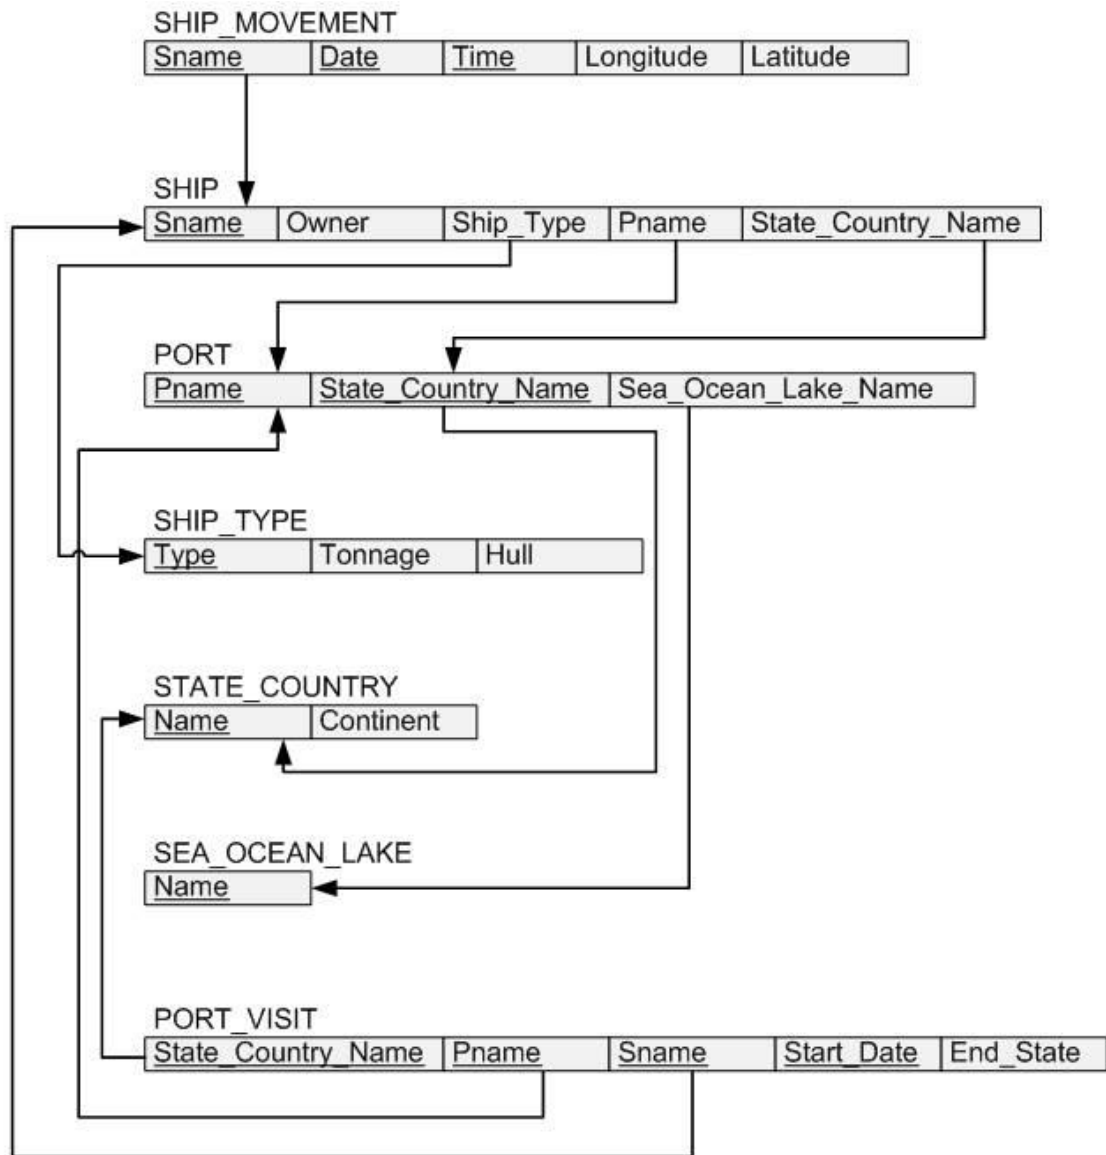 SHIP_MOVEMENT
Sname Date Time Longitude Latitude
SHIP
Sname Owner Ship_Type Pname State_Country_Name
PORT
Pname State_Country_Name Sea_Ocean_Lake_Name
SHIP_TYPE
Type Tonnage Hull
STATE_COUNTRY
Name Continent
SEA_OCEAN_LAKE
Name
PORT_VISIT
State_Country_Name Pname Sname Start_Date End_State